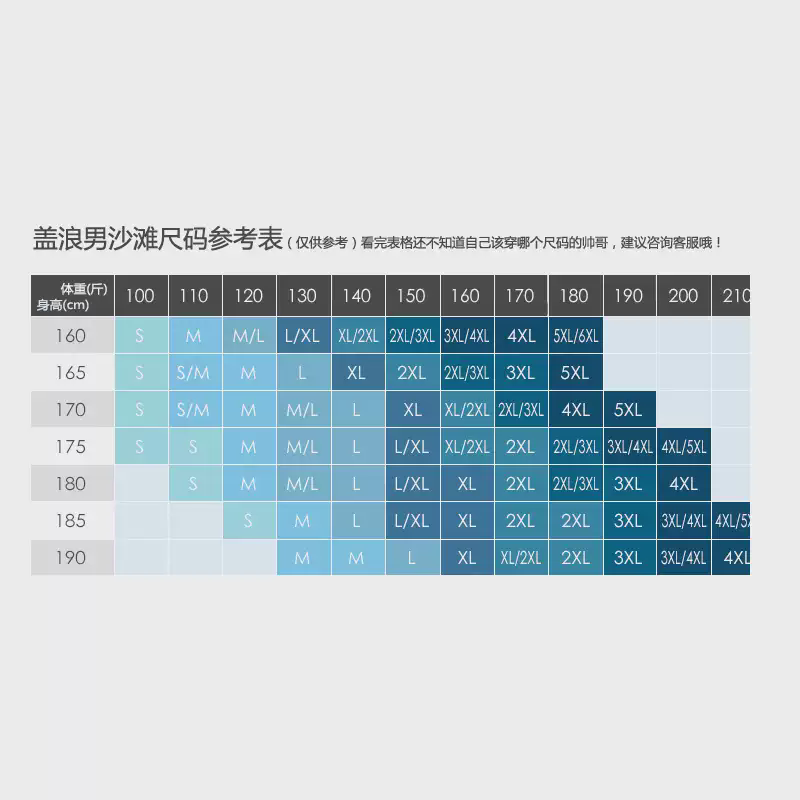 盖浪男沙滩尺码参考表（仅供参考）看完表格还不知道自己该穿哪个尺码的帅哥，建议咨询客服哦！
体重(斤) 身高(cm) 100 110 120 130 140 150 160 170 180 190 200 210
160 S M M/L L/XL XL/2XL 2XL/3XL 3XL/4XL 4XL 5XL/6XL
165 S S/M M L XL 2XL 2XL/3XL 3XL 5XL
170 S S/M M M/L L XL XL/2XL 2XL/3XL 4XL 5XL
175 S S M M/L L L/XL XL/2XL 2XL 2XL/3XL 3XL/4XL 4XL/5XL
180 S M M/L L L/XL XL 2XL 2XL/3XL 3XL 4XL
185 S M L L/XL XL 2XL 2XL 3XL 3XL/4XL 4XL/5X
190 M M L XL XL/2XL 2XL 3XL 3XL/4XL 4XL